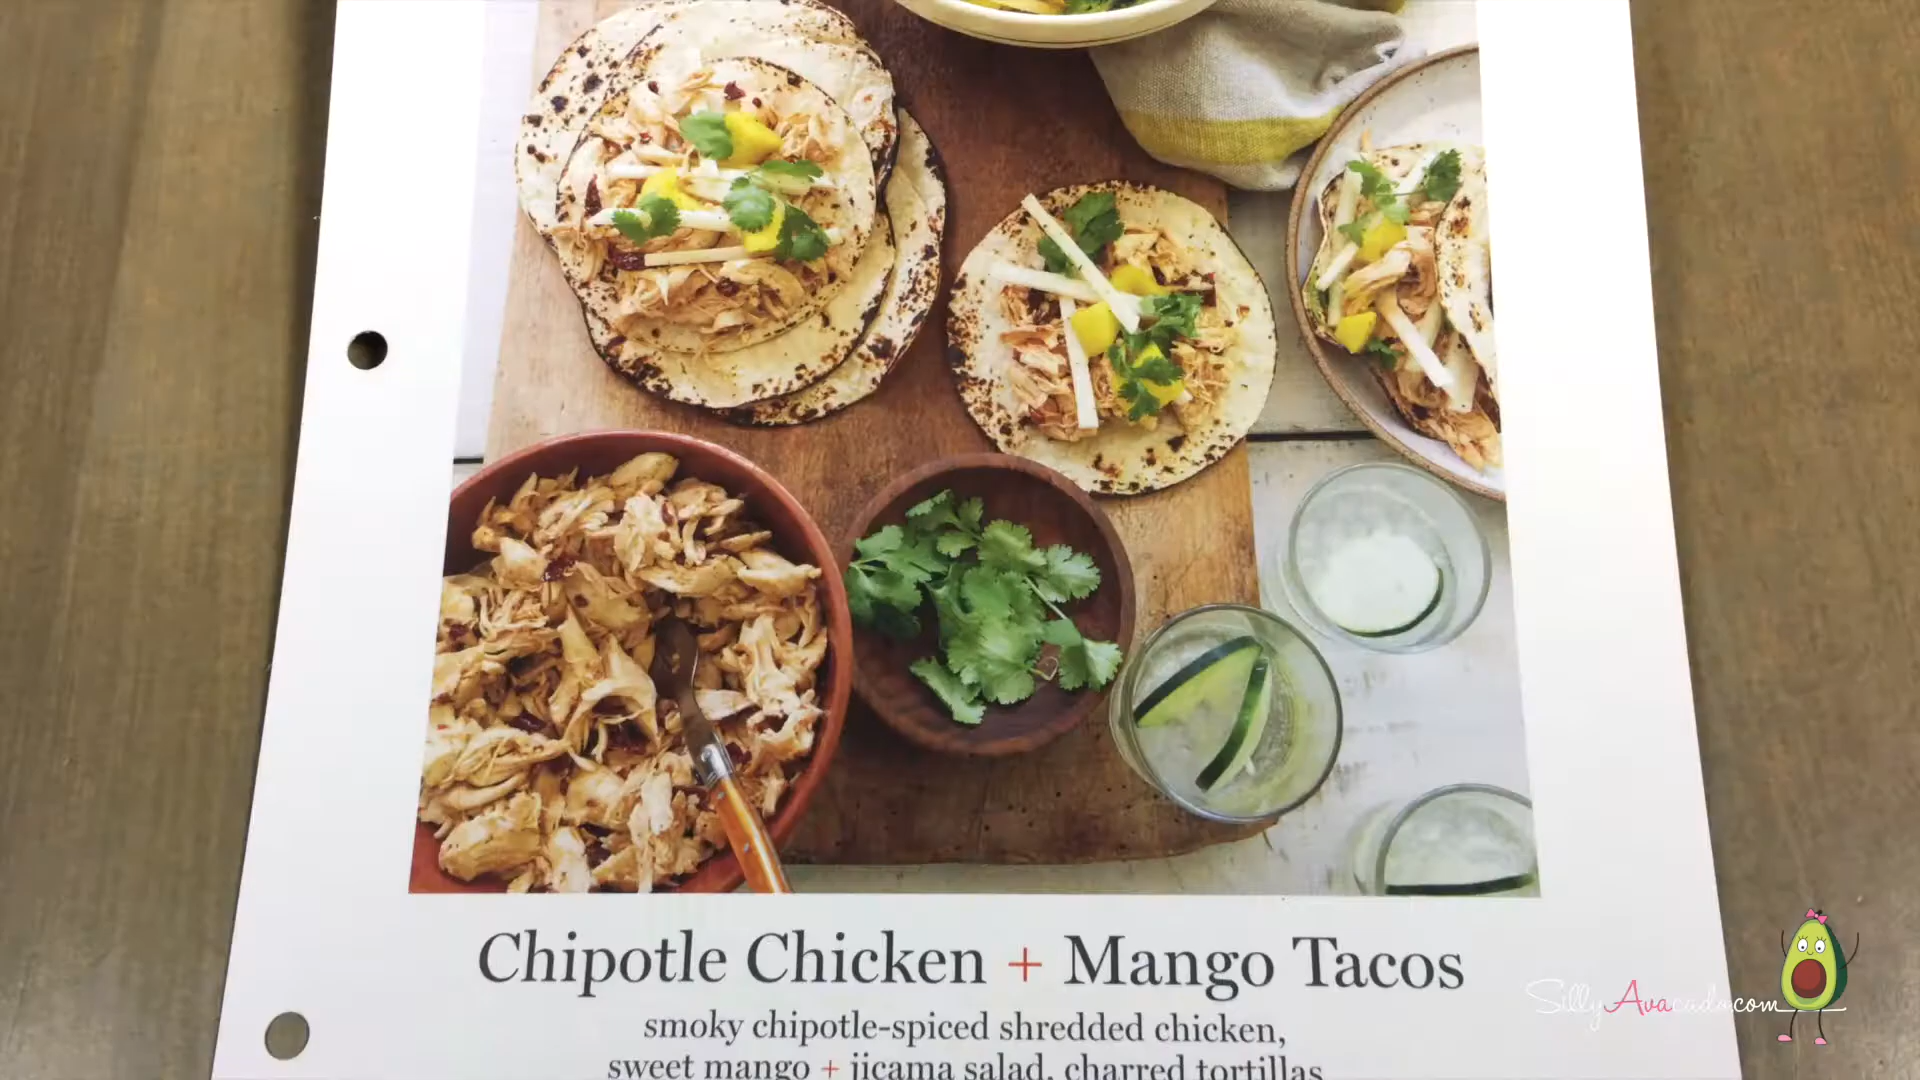 Chipotle Chicken + Mango Tacos
smoky chipotle-spiced shredded chicken,
sweet mango + jicama salad, charred tortillas
SillyAvacado.com